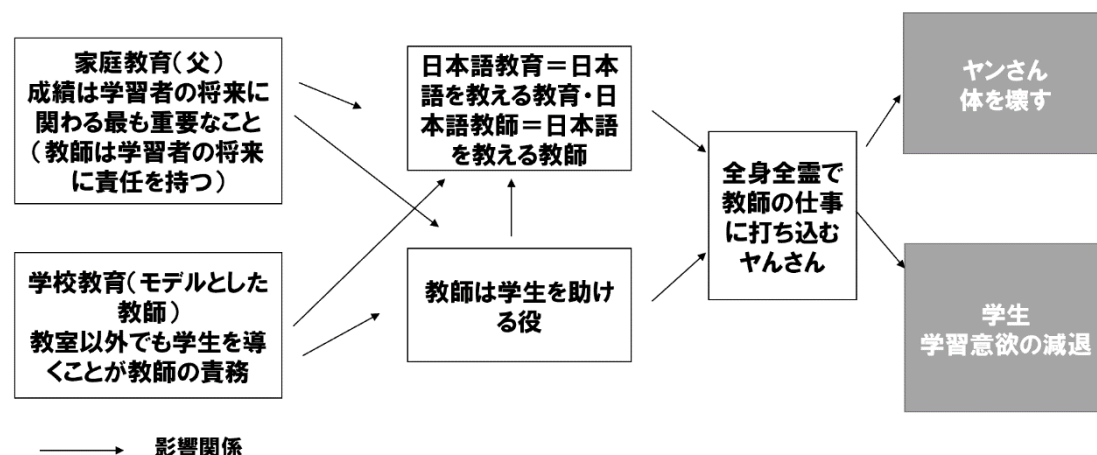 家庭教育(父)
成績は学習者の将来に
関わる最も重要なこと
(教師は学習者の将来
に責任を持つ)
学校教育(モデルとした
教師)
教室以外でも学生を導
くことが教師の責務
日本語教育=日本
語を教える教育・日
本語教師=日本語
を教える教師
教師は学生を助け
る役
全身全霊で
教師の仕事
に打ち込む
ヤんさん
ヤンさん
体を壊す
学生
学習意欲の減退
影響関係